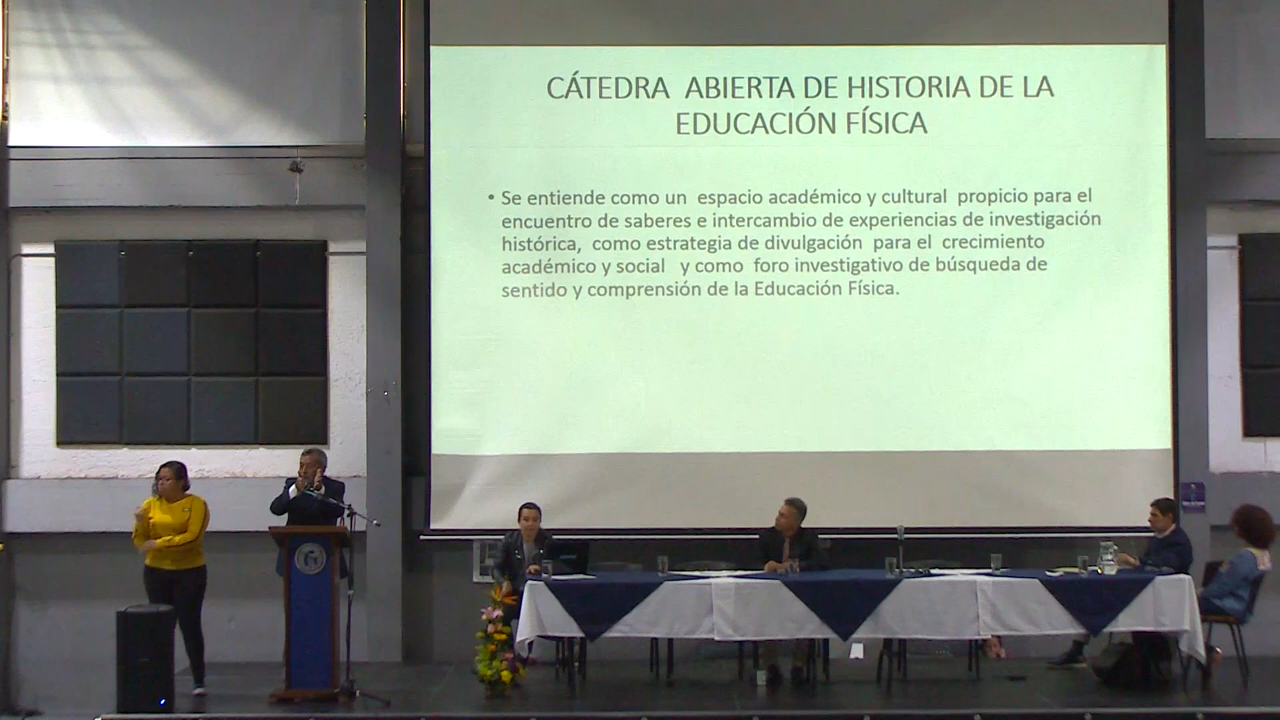 CÁTEDRA ABIERTA DE HISTORIA DE LA
EDUCACIÓN FÍSICA
• Se entiende como un espacio académico y cultural propicio para el
encuentro de saberes e intercambio de experiencias de investigación
histórica, como estrategia de divulgación para el crecimiento
académico y social y como foro investigativo de búsqueda de
sentido y comprensión de la Educación Física.